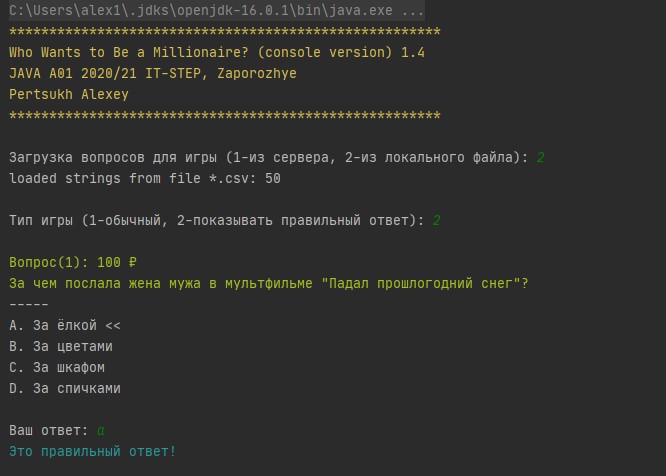 C:\Users\alex1\.jdks\openjdk-16.0.1\bin\java.exe ...
******************************************************
Who Wants to Be a Millionaire? (console version) 1.4
JAVA A01 2020/21 IT-STEP, Zaporozhye
Pertsukh Alexey
******************************************************
Загрузка вопросов для игры (1-из сервера, 2-из локального файла): 2
loaded strings from file *.csv: 50
Тип игры (1-обычный, 2-показывать правильный ответ): 2
Вопрос(1): 100 ₽
За чем послала жена мужа в мультфильме "Падал прошлогодний снег"?
-----
A. За ёлкой <<
B. За цветами
C. За шкафом
D. За спичками
Ваш ответ: a
Это правильный ответ!